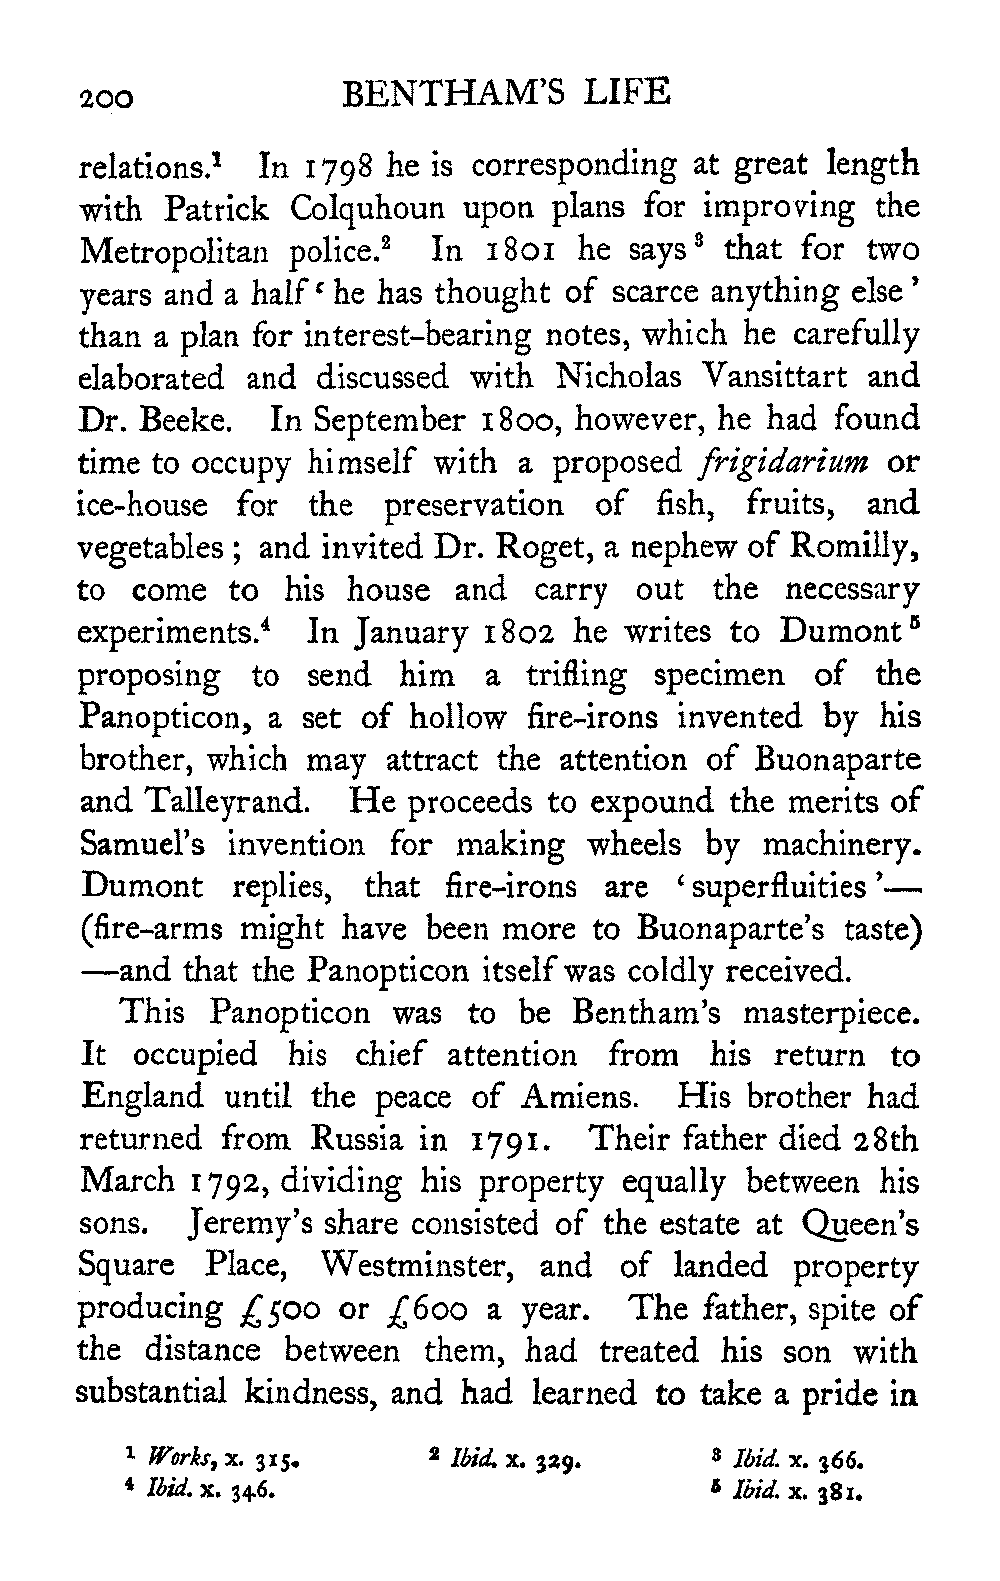 200 BENTHAM'S LIFE
relations.¹ In 1798 he is corresponding at great length
with Patrick Colquhoun upon plans for improving the
Metropolitan police.² In 1801 he says ³ that for two
years and a half ‘ he has thought of scarce anything else ’
than a plan for interest-bearing notes, which he carefully
elaborated and discussed with Nicholas Vansittart and
Dr. Beeke. In September 1800, however, he had found
time to occupy himself with a proposed frigidarium or
ice-house for the preservation of fish, fruits, and
vegetables ; and invited Dr. Roget, a nephew of Romilly,
to come to his house and carry out the necessary
experiments.⁴ In January 1802 he writes to Dumont ⁵
proposing to send him a trifling specimen of the
Panopticon, a set of hollow fire-irons invented by his
brother, which may attract the attention of Buonaparte
and Talleyrand. He proceeds to expound the merits of
Samuel's invention for making wheels by machinery.
Dumont replies, that fire-irons are ‘ superfluities ’—
(fire-arms might have been more to Buonaparte's taste)
—and that the Panopticon itself was coldly received.
This Panopticon was to be Bentham's masterpiece.
It occupied his chief attention from his return to
England until the peace of Amiens. His brother had
returned from Russia in 1791. Their father died 28th
March 1792, dividing his property equally between his
sons. Jeremy's share consisted of the estate at Queen's
Square Place, Westminster, and of landed property
producing £500 or £600 a year. The father, spite of
the distance between them, had treated his son with
substantial kindness, and had learned to take a pride in
¹ Works, x. 315. ² Ibid. x. 329. ³ Ibid. x. 366.
⁴ Ibid. x. 346. ⁵ Ibid. x. 381.